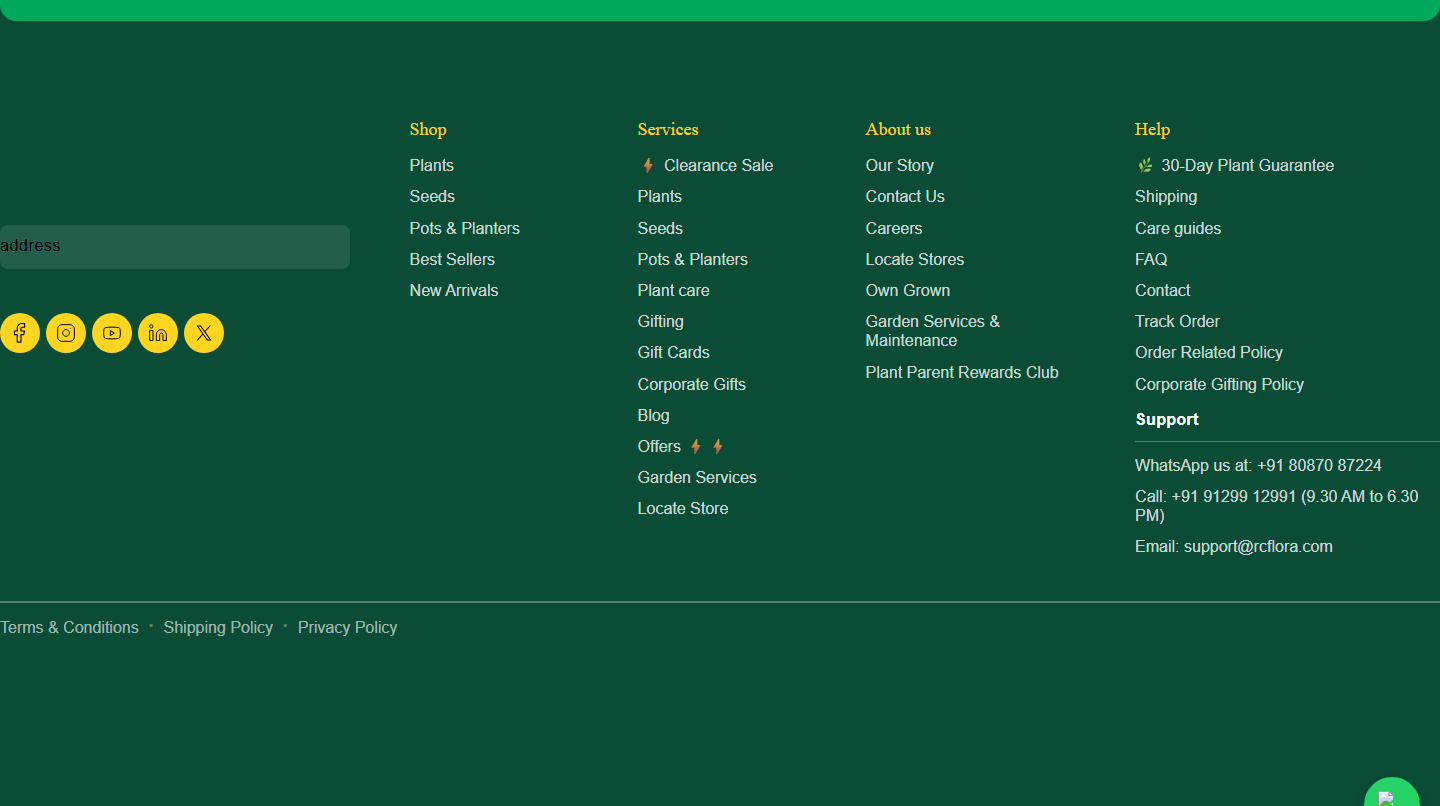 address
Shop
Plants
Seeds
Pots & Planters
Best Sellers
New Arrivals
Services
Clearance Sale
Plants
Seeds
Pots & Planters
Plant care
Gifting
Gift Cards
Corporate Gifts
Blog
Offers
Garden Services
Locate Store
About us
Our Story
Contact Us
Careers
Locate Stores
Own Grown
Garden Services &
Maintenance
Plant Parent Rewards Club
Help
30-Day Plant Guarantee
Shipping
Care guides
FAQ
Contact
Track Order
Order Related Policy
Corporate Gifting Policy
Support
WhatsApp us at: +91 80870 87224
Call: +91 91299 12991 (9.30 AM to 6.30
PM)
Email: support@rcflora.com
Terms & Conditions · Shipping Policy · Privacy Policy